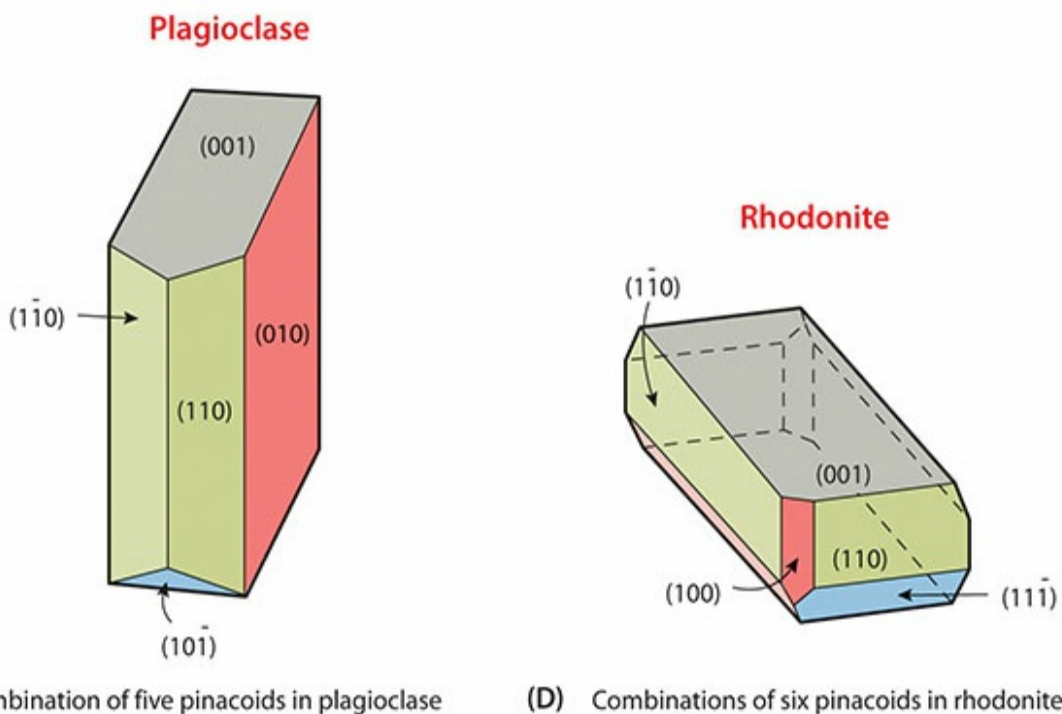 Plagioclase
(001)
(11̄0)
(010)
(110)
(101̄)
Rhodonite
(11̄0)
(001)
(110)
(100)
(111̄)
of five pinacoids in plagioclase
(D) Combinations of six pinacoids in rhodonite